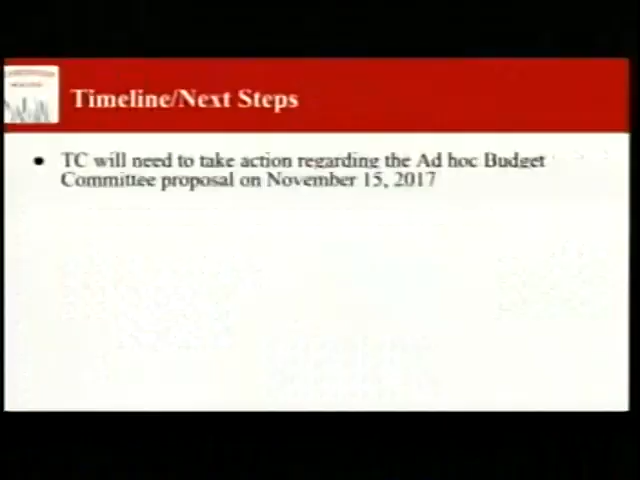 Timeline/Next Steps
● TC will need to take action regarding the Ad hoc Budget
Committee proposal on November 15, 2017